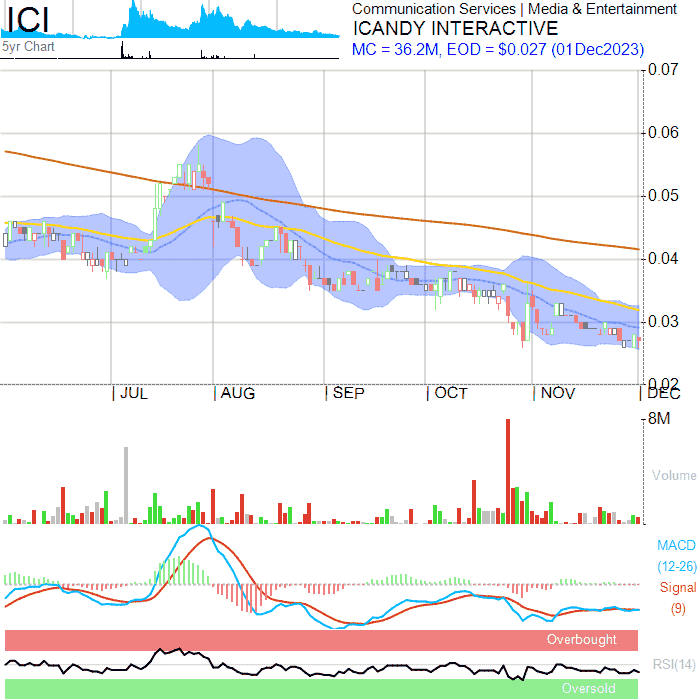 ICI
5yr Chart
Communication Services | Media & Entertainment
ICANDY INTERACTIVE
MC = 36.2M, EOD = $0.027 (01Dec2023)
0.07
0.06
0.05
0.04
0.03
0.02
JUL AUG SEP OCT NOV DEC
8M
Volume
MACD
(12-26)
Signal
(9)
Overbought
RSI(14)
Oversold